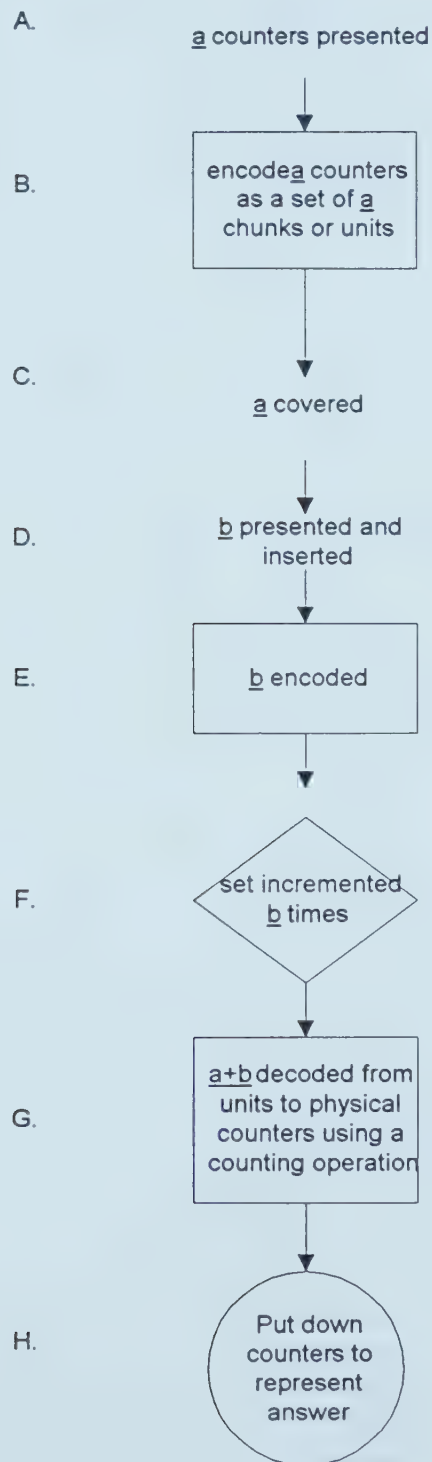 A.
a counters presented
B.
encodea counters
as a set of a
chunks or units
C.
a covered
D.
b presented and
inserted
E.
b encoded
F.
set incremented
b times
G.
a+b decoded from
units to physical
counters using a
counting operation
H.
Put down
counters to
represent
answer